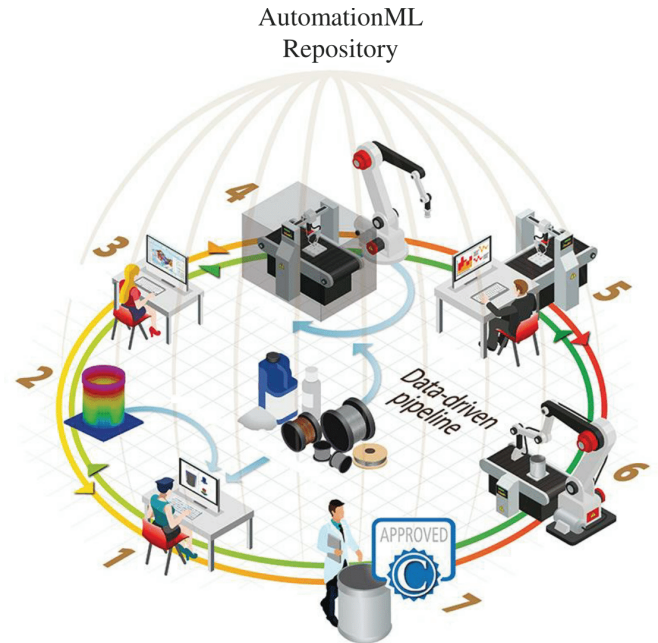 AutomationML
Repository
4
3
5
2
Data-driven
pipeline
6
1
APPROVED
C
7